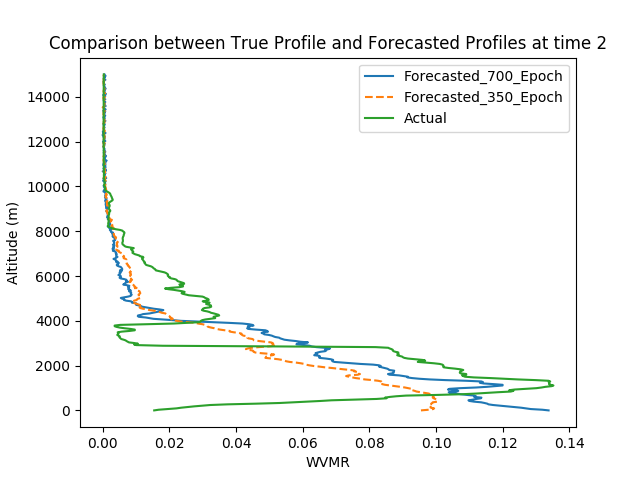 Comparison between True Profile and Forecasted Profiles at time 2
Forecasted_700_Epoch
Forecasted_350_Epoch
Actual
Altitude (m)
14000
12000
10000
8000
6000
4000
2000
0
0.00 0.02 0.04 0.06 0.08 0.10 0.12 0.14
WVMR